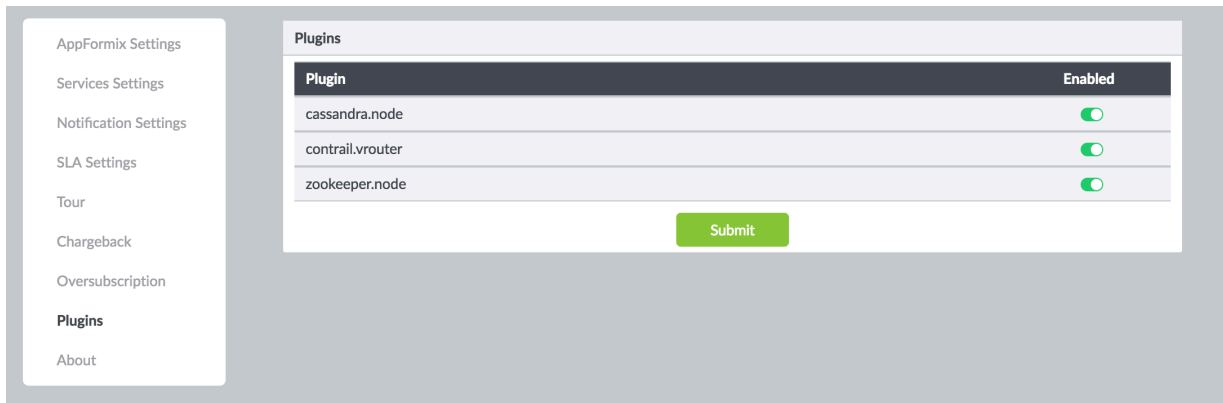 AppFormix Settings
Services Settings
Notification Settings
SLA Settings
Tour
Chargeback
Oversubscription
Plugins
About
Plugins
Plugin Enabled
cassandra.node
contrail.vrouter
zookeeper.node
Submit